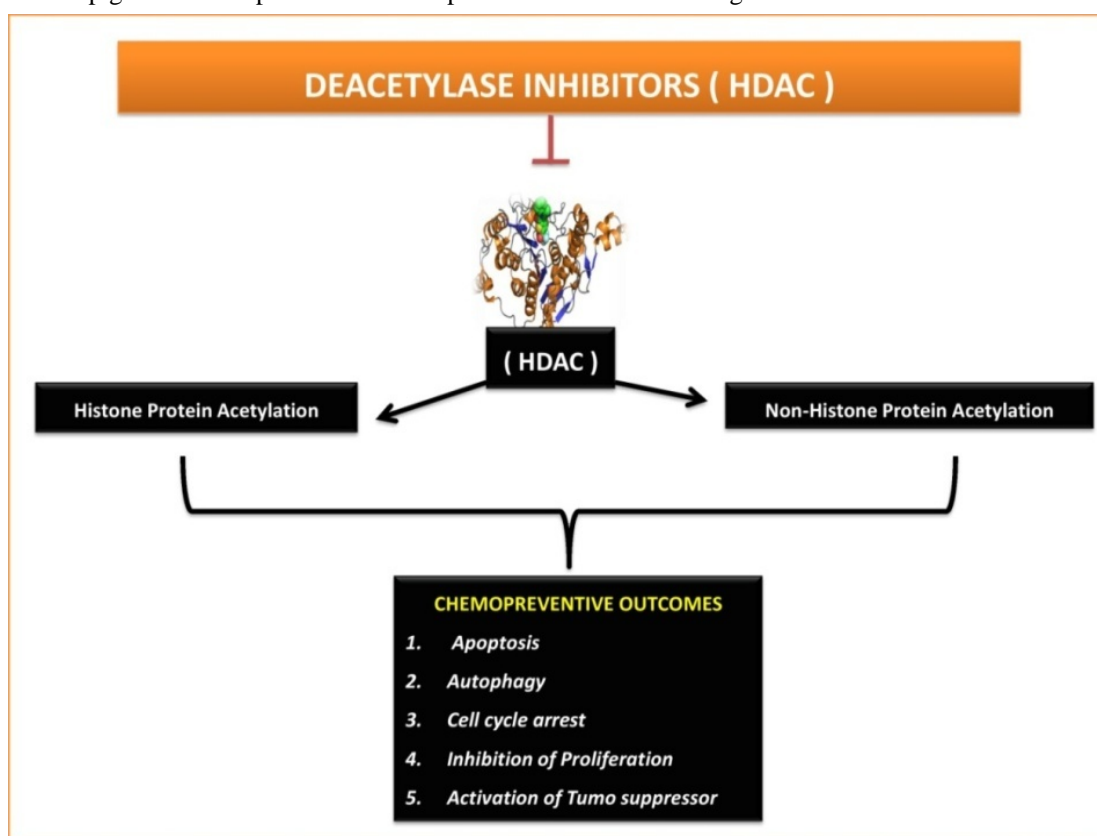 DEACETYLASE INHIBITORS ( HDAC )
( HDAC )
Histone Protein Acetylation
Non-Histone Protein Acetylation
CHEMOPREVENTIVE OUTCOMES
1. Apoptosis
2. Autophagy
3. Cell cycle arrest
4. Inhibition of Proliferation
5. Activation of Tumo suppressor